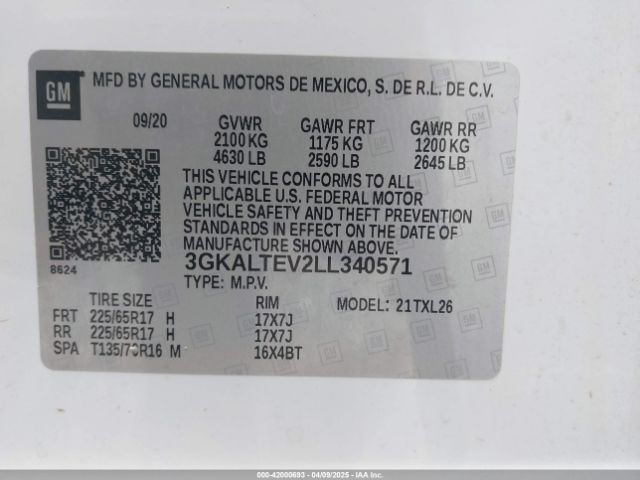 GM
MFD BY GENERAL MOTORS DE MEXICO, S. DE R.L. DE C.V.
09/20 GVWR GAWR FRT GAWR RR
2100 KG 1175 KG 1200 KG
4630 LB 2590 LB 2645 LB
THIS VEHICLE CONFORMS TO ALL
APPLICABLE U.S. FEDERAL MOTOR
VEHICLE SAFETY AND THEFT PREVENTION
STANDARDS IN EFFECT ON THE DATE OF
MANUFACTURE SHOWN ABOVE.
8624 3GKALTEV2LL340571
TYPE: M.P.V.
TIRE SIZE RIM MODEL: 21TXL26
FRT 225/65R17 H 17X7J
RR 225/65R17 H 17X7J
SPA T135/70R16 M 16X4BT
000-42000693 04/09/2025 IAA Inc.